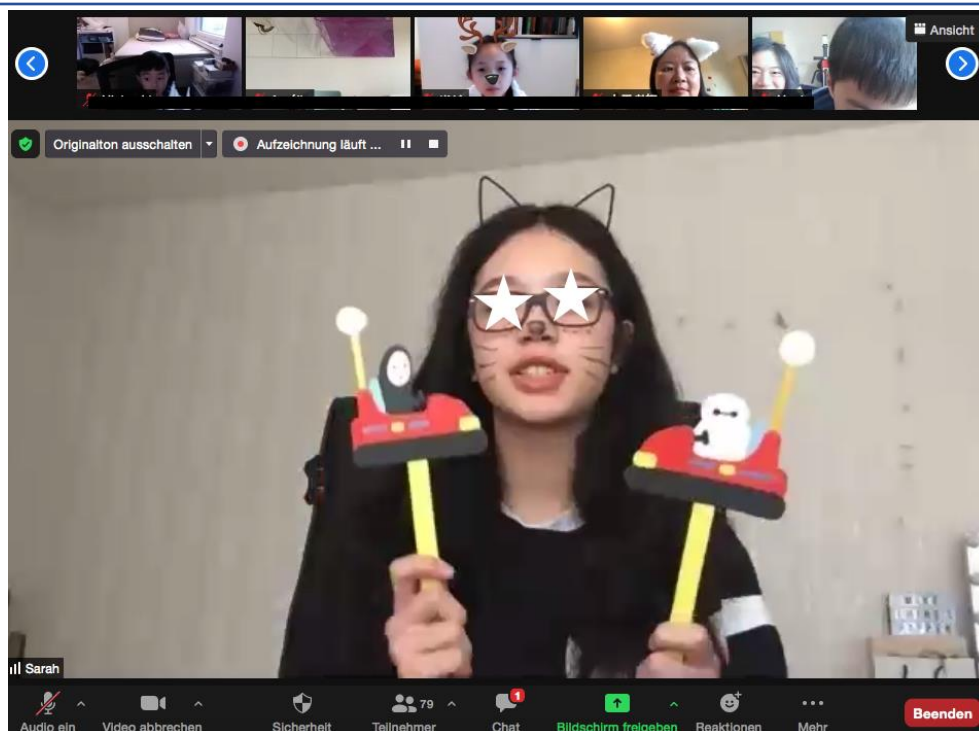 Ansicht
Originalton ausschalten
Aufzeichnung läuft ...
Sarah
79
1
Audio ein
Video abbrechen
Sicherheit
Teilnehmer
Chat
Bildschirm freigeben
Reaktionen
Mehr
Beenden